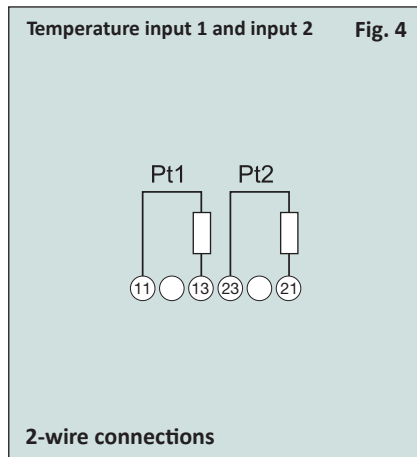 Temperature input 1 and input 2 Fig. 4
Pt1 Pt2
11 13 23 21
2-wire connections